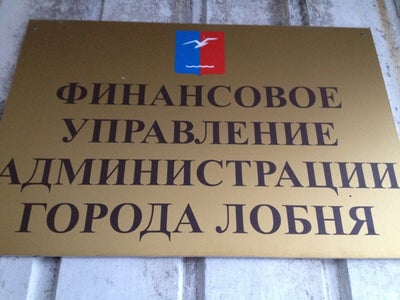 ФИНАНСОВОЕ
УПРАВЛЕНИЕ
АДМИНИСТРАЦИИ
ГОРОДА ЛОБНЯ